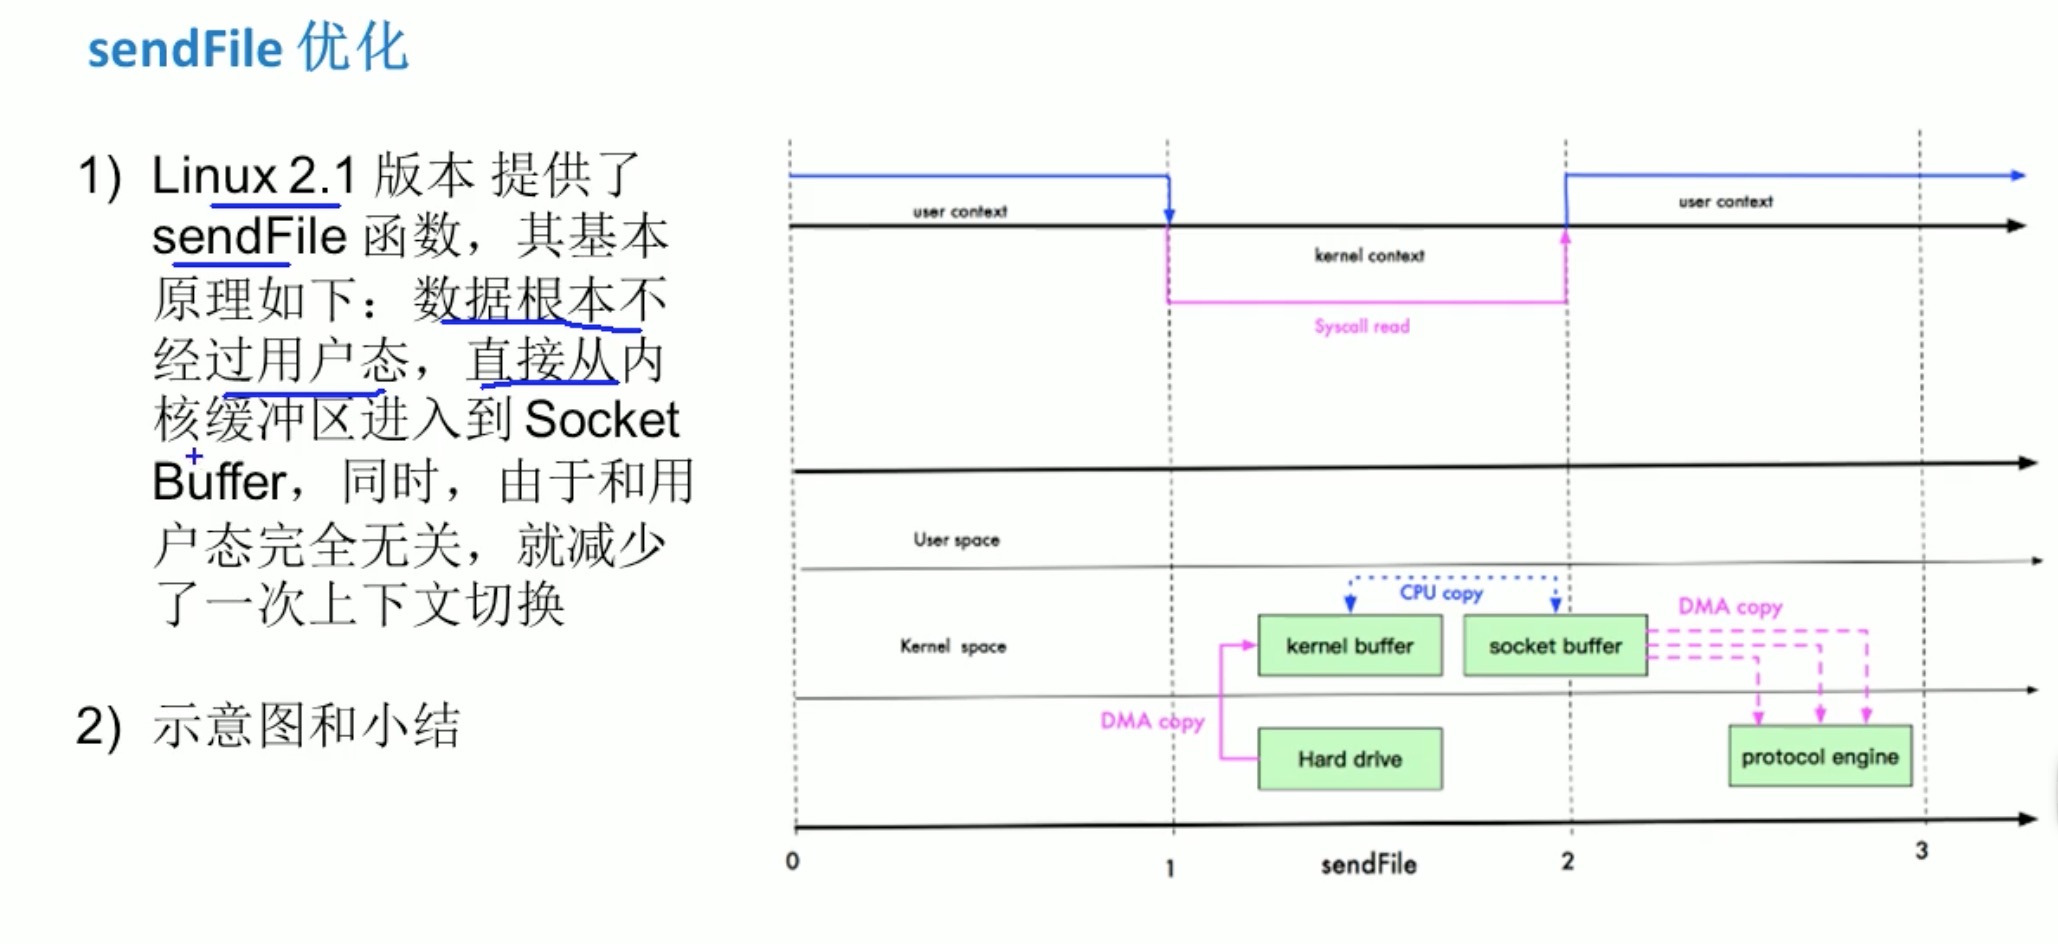 sendFile 优化
1) Linux 2.1 版本 提供了
sendFile 函数，其基本
原理如下：数据根本不
经过用户态，直接从内
核缓冲区进入到 Socket
Buffer，同时，由于和用
户态完全无关，就减少
了一次上下文切换
2) 示意图和小结
user context
user context
kernel context
Syscall read
User space
CPU copy
DMA copy
Kernel space
kernel buffer
socket buffer
DMA copy
Hard drive
protocol engine
0
1
sendFile
2
3